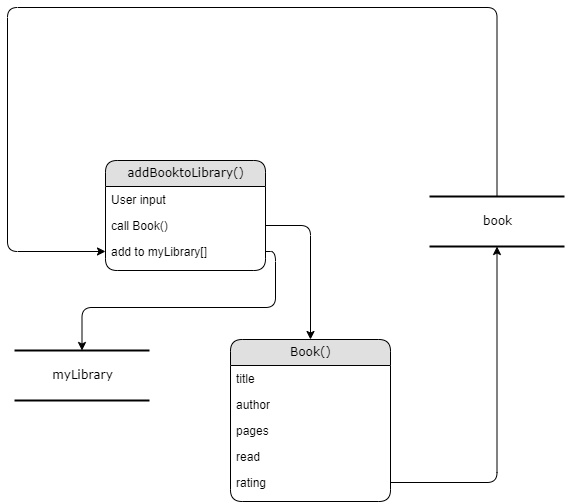 addBooktoLibrary()
User input
call Book()
add to myLibrary[]
book
myLibrary
Book()
title
author
pages
read
rating